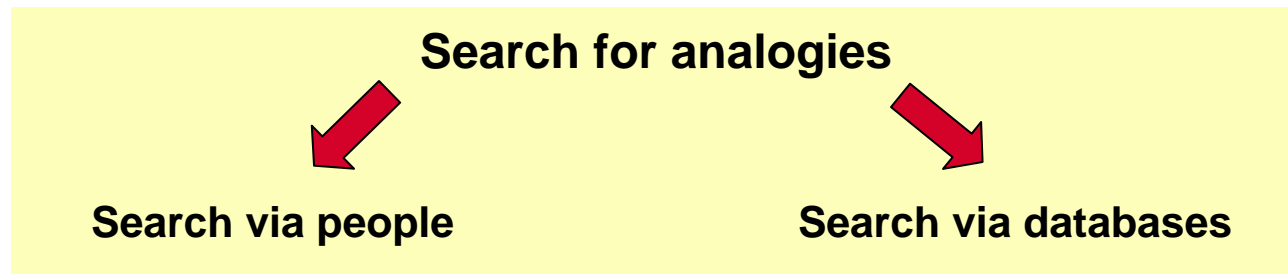 Search for analogies
Search via people
Search via databases